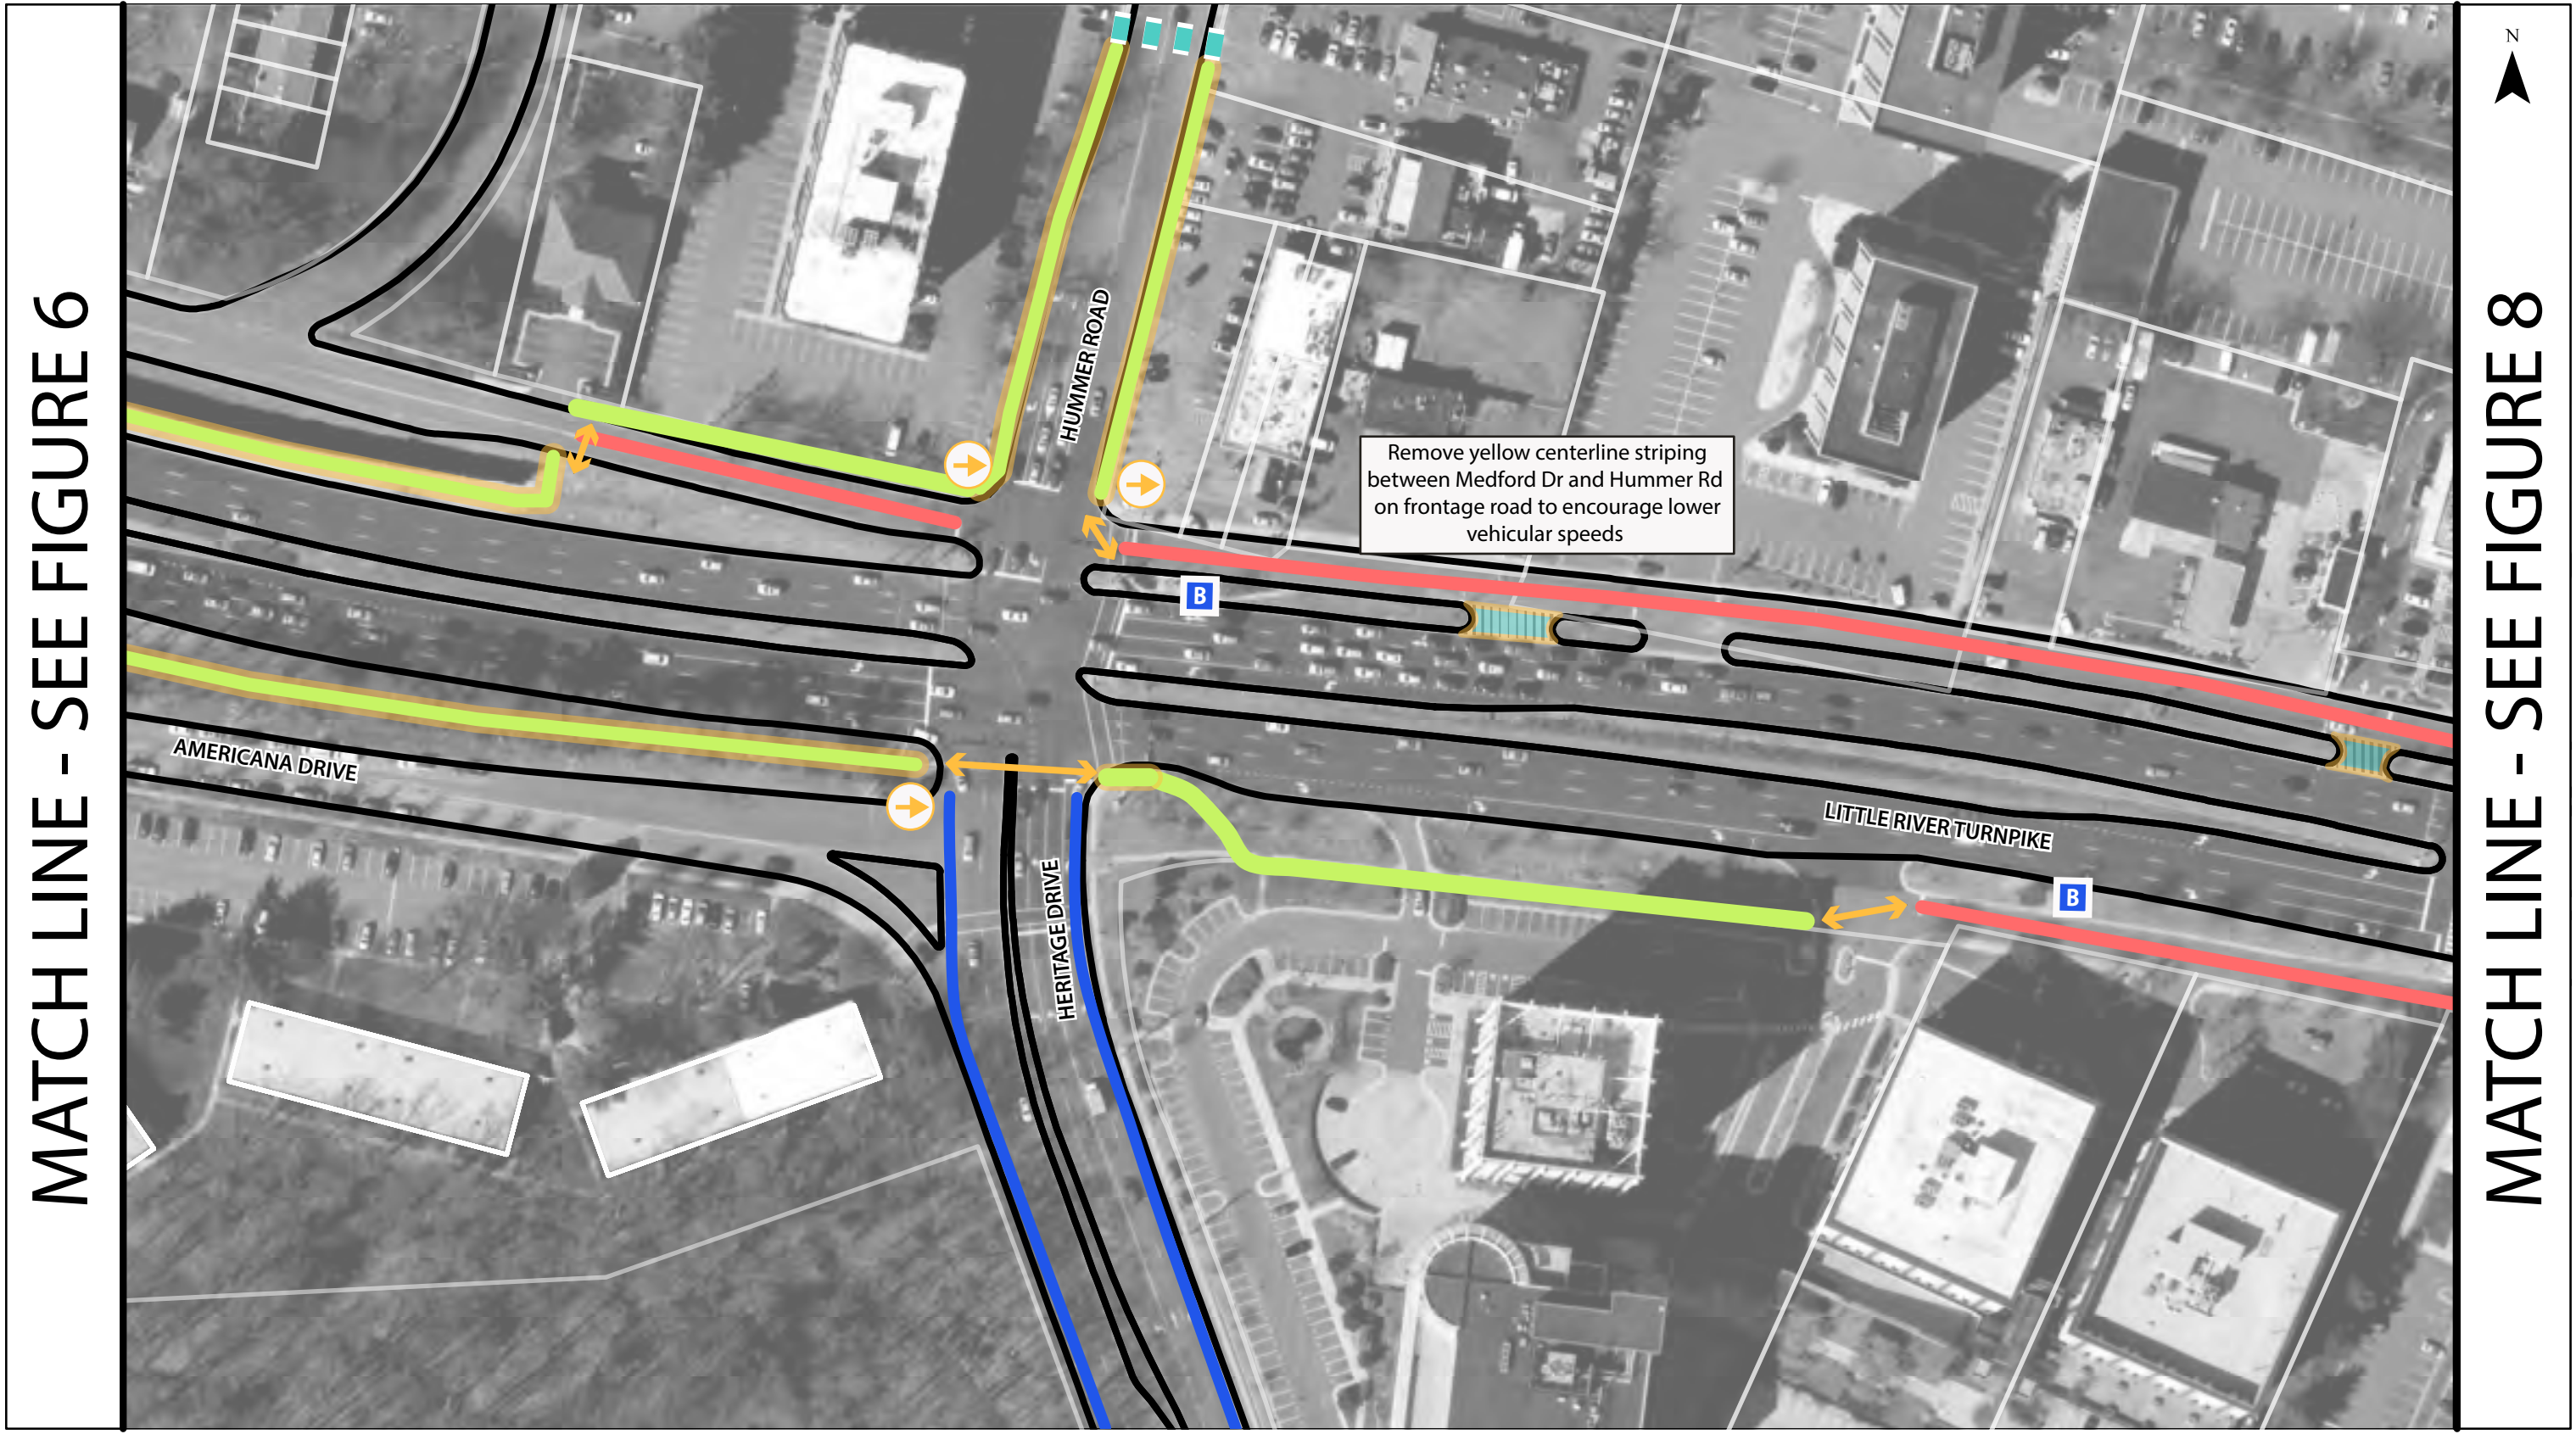 MATCH LINE - SEE FIGURE 6
N
HUMMER ROAD
Remove yellow centerline striping
between Medford Dr and Hummer Rd
on frontage road to encourage lower
vehicular speeds
B
AMERICANA DRIVE
LITTLE RIVER TURNPIKE
B
HERITAGE DRIVE
MATCH LINE - SEE FIGURE 8